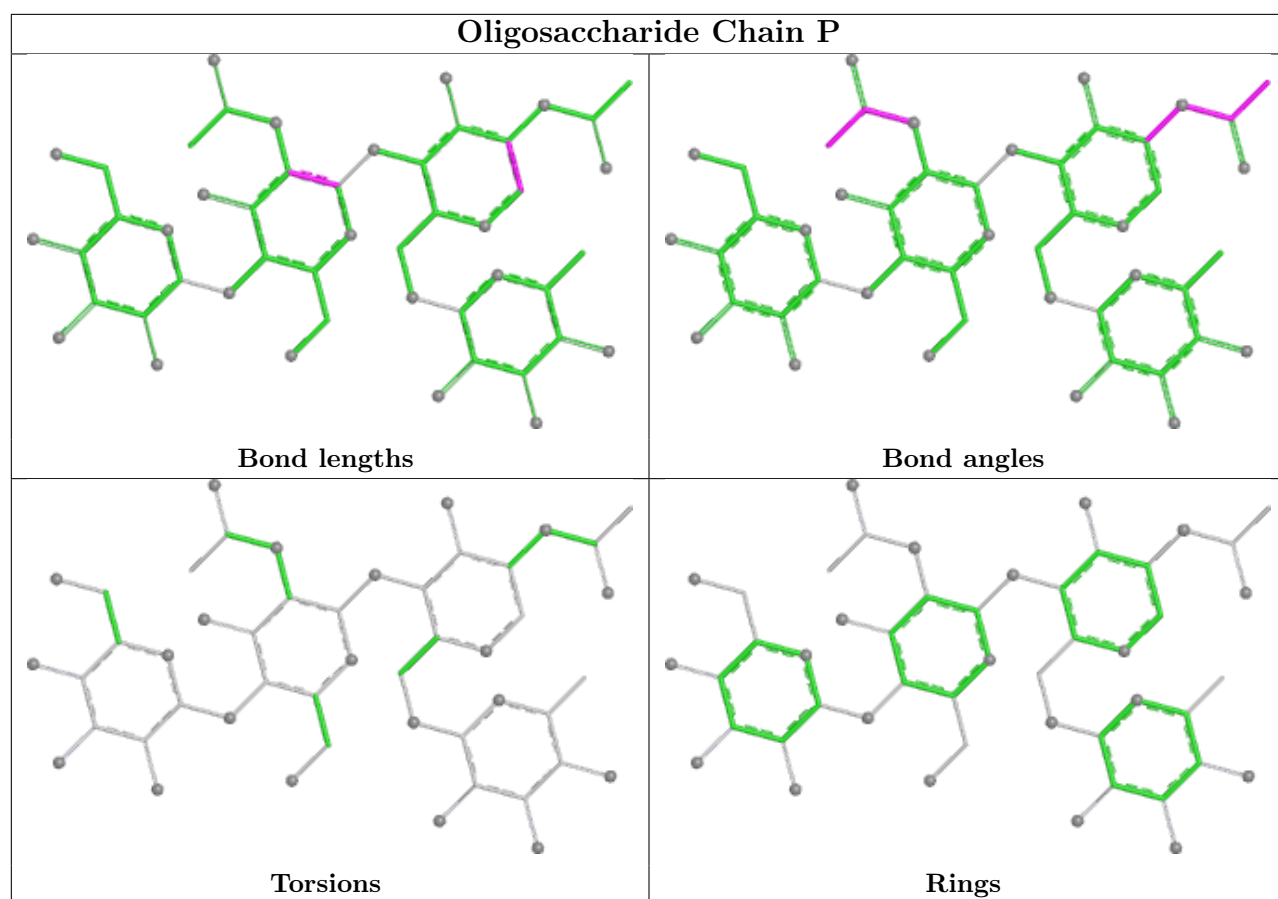 Oligosaccharide Chain P
Bond lengths
Bond angles
Torsions
Rings